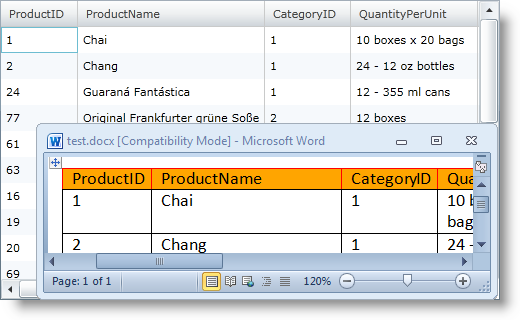 ProductID ProductName CategoryID QuantityPerUnit
1 Chai 1 10 boxes x 20 bags
2 Chang 1 24 - 12 oz bottles
24 Guaraná Fantástica 1 12 - 355 ml cans
77 Original Frankfurter grüne Soße 2 12 boxes
61
63
16
19
20
69
test.docx [Compatibility Mode] - Microsoft Word
ProductID ProductName CategoryID Qua
1 Chai 1 10 b
bag
2 Chang 1 24 -
Page: 1 of 1 120%